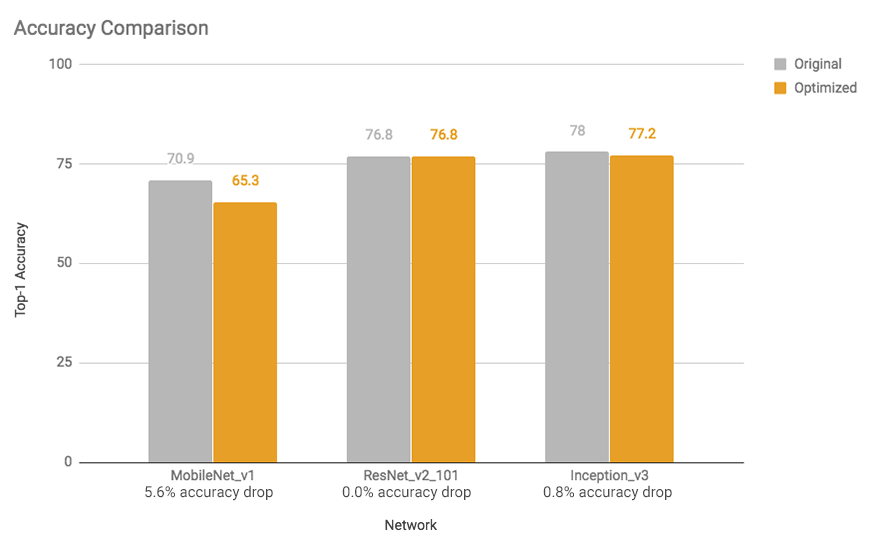 Accuracy Comparison
100
75
50
25
0
Top-1 Accuracy
70.9
65.3
76.8
76.8
78
77.2
Original
Optimized
MobileNet_v1
5.6% accuracy drop
ResNet_v2_101
0.0% accuracy drop
Inception_v3
0.8% accuracy drop
Network